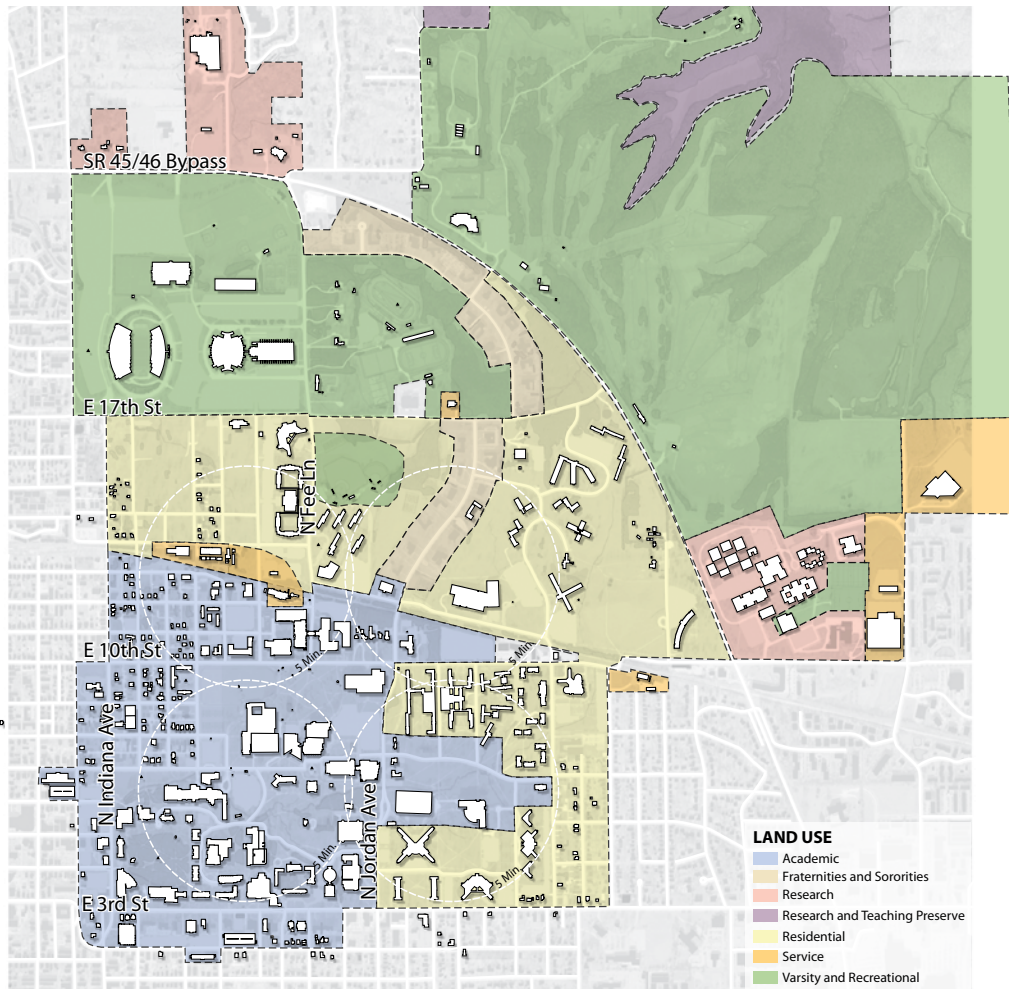 SR 45/46 Bypass
E 17th St
N Fee Ln
E 10th St
5 Min.
5 Min.
N Indiana Ave
N Jordan Ave
5 Min.
5 Min.
E 3rd St
LAND USE
Academic
Fraternities and Sororities
Research
Research and Teaching Preserve
Residential
Service
Varsity and Recreational